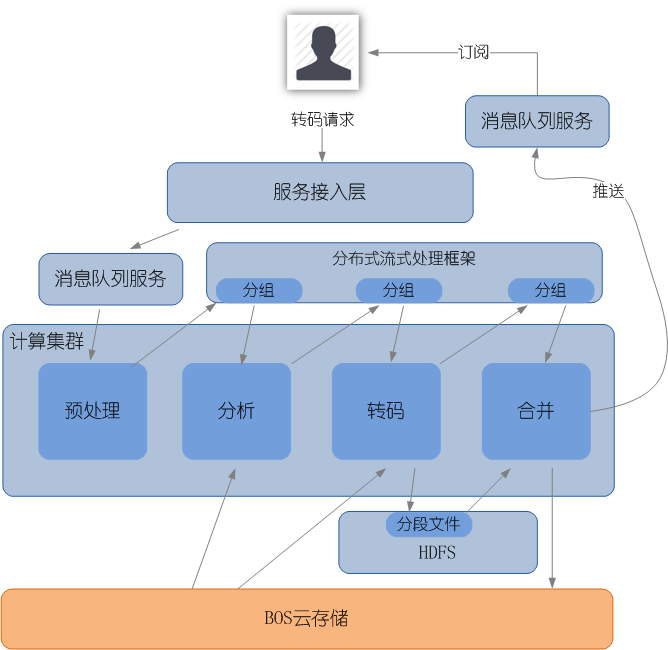 订阅
消息队列服务
转码请求
推送
服务接入层
消息队列服务
分布式流式处理框架
分组
分组
分组
计算集群
预处理
分析
转码
合并
分段文件
HDFS
BOS云存储